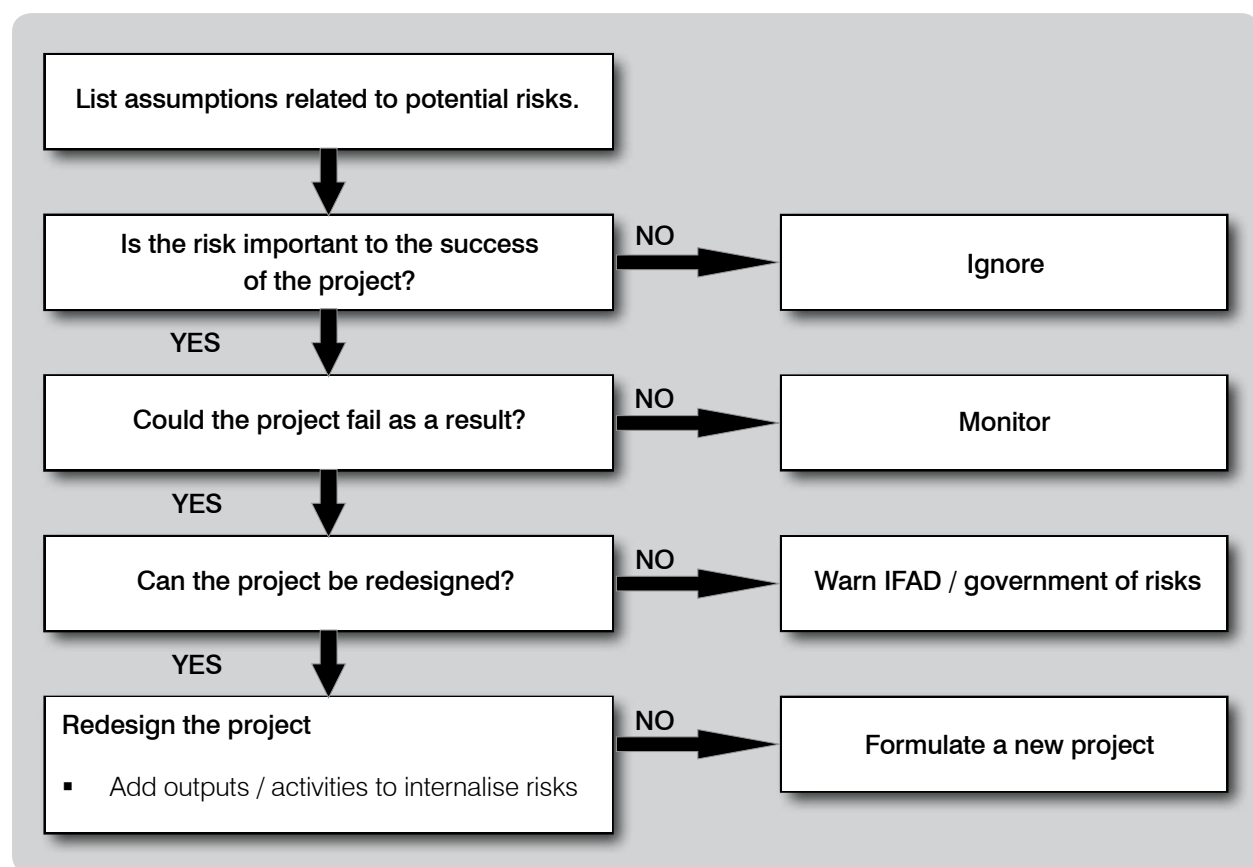 List assumptions related to potential risks.
Is the risk important to the success
of the project?
NO
Ignore
YES
Could the project fail as a result?
NO
Monitor
YES
Can the project be redesigned?
NO
Warn IFAD / government of risks
YES
Redesign the project
▪ Add outputs / activities to internalise risks
NO
Formulate a new project